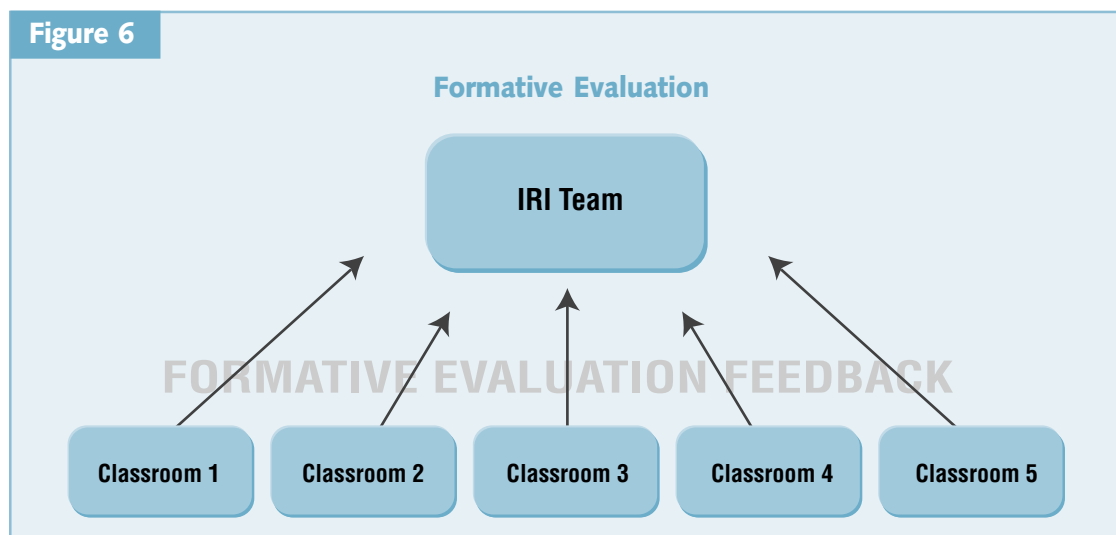 Figure 6
Formative Evaluation
IRI Team
FORMATIVE EVALUATION FEEDBACK
Classroom 1
Classroom 2
Classroom 3
Classroom 4
Classroom 5